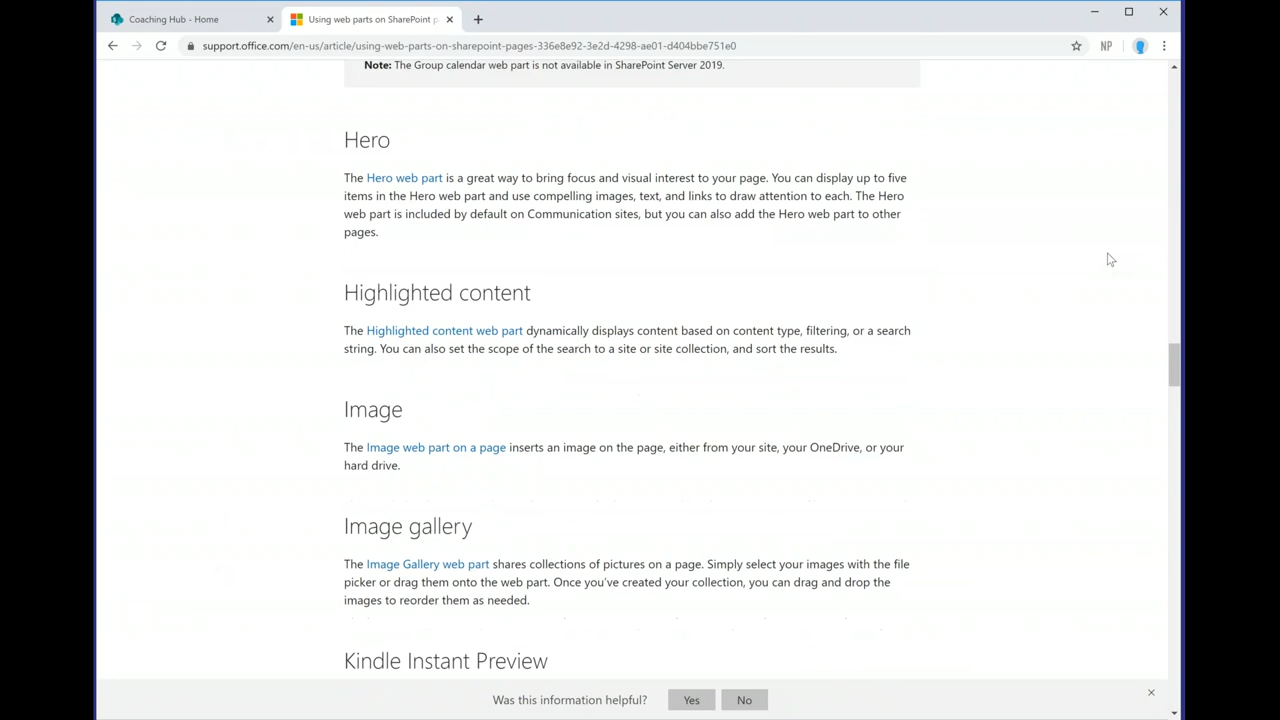 Coaching Hub - Home
Using web parts on SharePoint p
support.office.com/en-us/article/using-web-parts-on-sharepoint-pages-336e8e92-3e2d-4298-ae01-d404bbe751e0
NP
Note: The Group calendar web part is not available in SharePoint Server 2019.
Hero
The Hero web part is a great way to bring focus and visual interest to your page. You can display up to five
items in the Hero web part and use compelling images, text, and links to draw attention to each. The Hero
web part is included by default on Communication sites, but you can also add the Hero web part to other
pages.
Highlighted content
The Highlighted content web part dynamically displays content based on content type, filtering, or a search
string. You can also set the scope of the search to a site or site collection, and sort the results.
Image
The Image web part on a page inserts an image on the page, either from your site, your OneDrive, or your
hard drive.
Image gallery
The Image Gallery web part shares collections of pictures on a page. Simply select your images with the file
picker or drag them onto the web part. Once you've created your collection, you can drag and drop the
images to reorder them as needed.
Kindle Instant Preview
Was this information helpful? Yes No